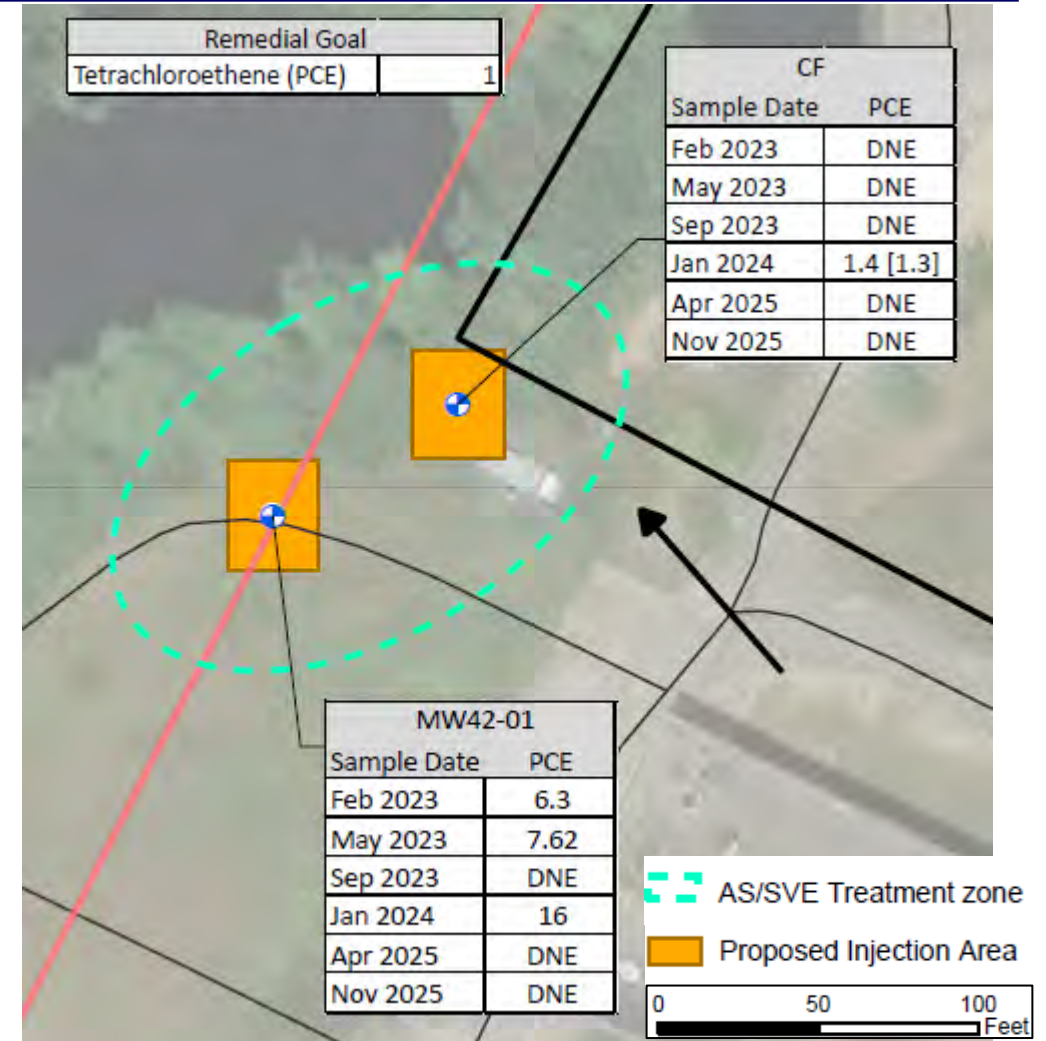 Remedial Goal
Tetrachloroethene (PCE) 1
CF
Sample Date PCE
Feb 2023 DNE
May 2023 DNE
Sep 2023 DNE
Jan 2024 1.4 [1.3]
Apr 2025 DNE
Nov 2025 DNE
MW42-01
Sample Date PCE
Feb 2023 6.3
May 2023 7.62
Sep 2023 DNE
Jan 2024 16
Apr 2025 DNE
Nov 2025 DNE
AS/SVE Treatment zone
Proposed Injection Area
0 50 100
Feet